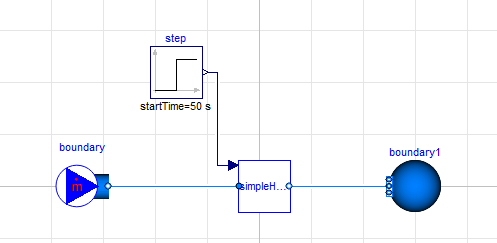 step
startTime=50 s
boundary
ṁ
simpleH...
boundary1